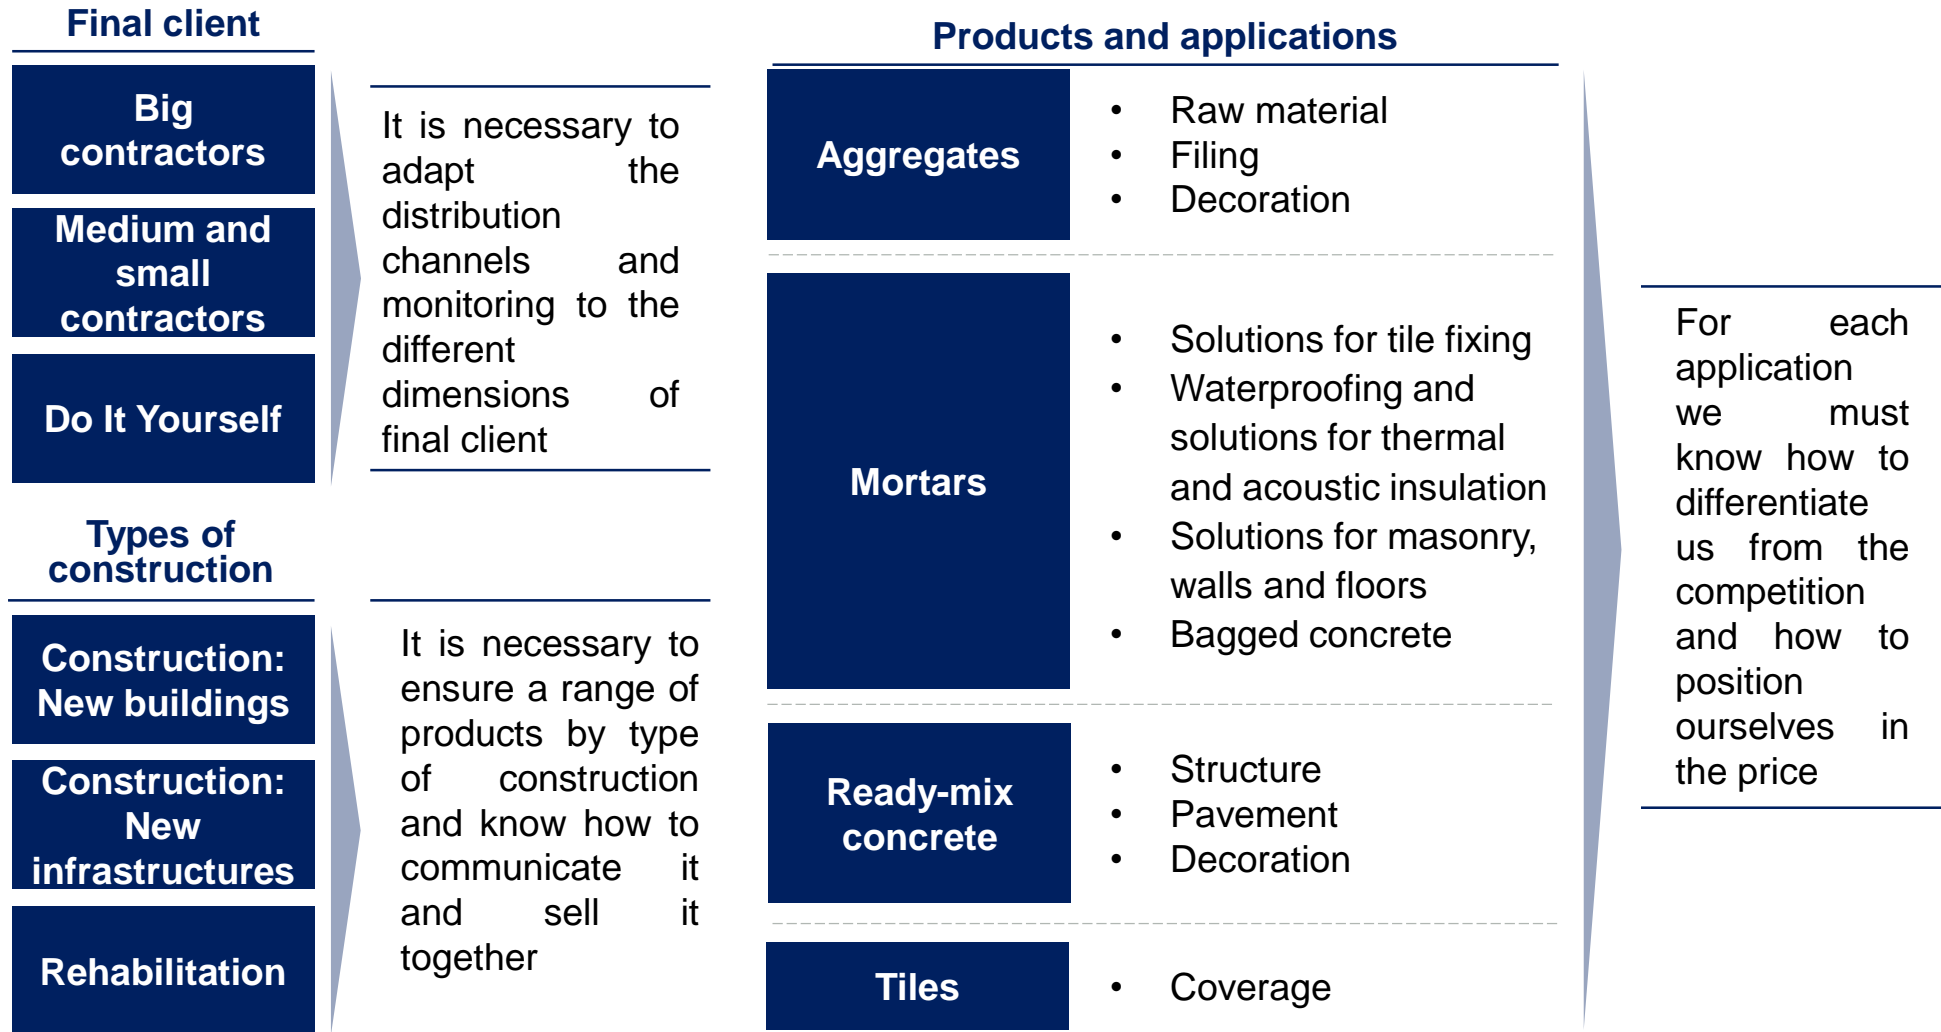 Final client
Big
contractors
Medium and
small
contractors
Do It Yourself
It is necessary to
adapt the
distribution
channels and
monitoring to the
different
dimensions of
final client
Types of
construction
Construction:
New buildings
Construction:
New
infrastructures
Rehabilitation
It is necessary to
ensure a range of
products by type
of construction
and know how to
communicate it
and sell it
together
Products and applications
Aggregates
• Raw material
• Filing
• Decoration
Mortars
• Solutions for tile fixing
• Waterproofing and
solutions for thermal
and acoustic insulation
• Solutions for masonry,
walls and floors
• Bagged concrete
Ready-mix
concrete
• Structure
• Pavement
• Decoration
Tiles
• Coverage
For each
application
we must
know how to
differentiate
us from the
competition
and how to
position
ourselves in
the price